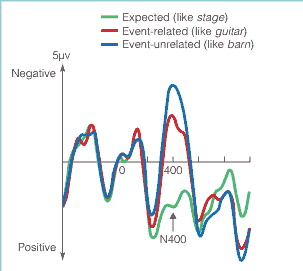 Expected (like stage)
Event-related (like guitar)
Event-unrelated (like barn)
5μv
Negative
0
400
N400
Positive